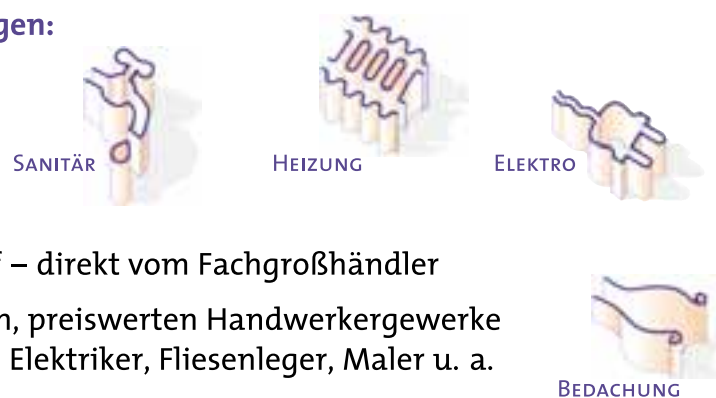 gen:
SANITÄR
HEIZUNG
ELEKTRO
– direkt vom Fachgroßhändler
preiswerten Handwerkergewerke
Elektriker, Fliesenleger, Maler u. a.
BEDACHUNG